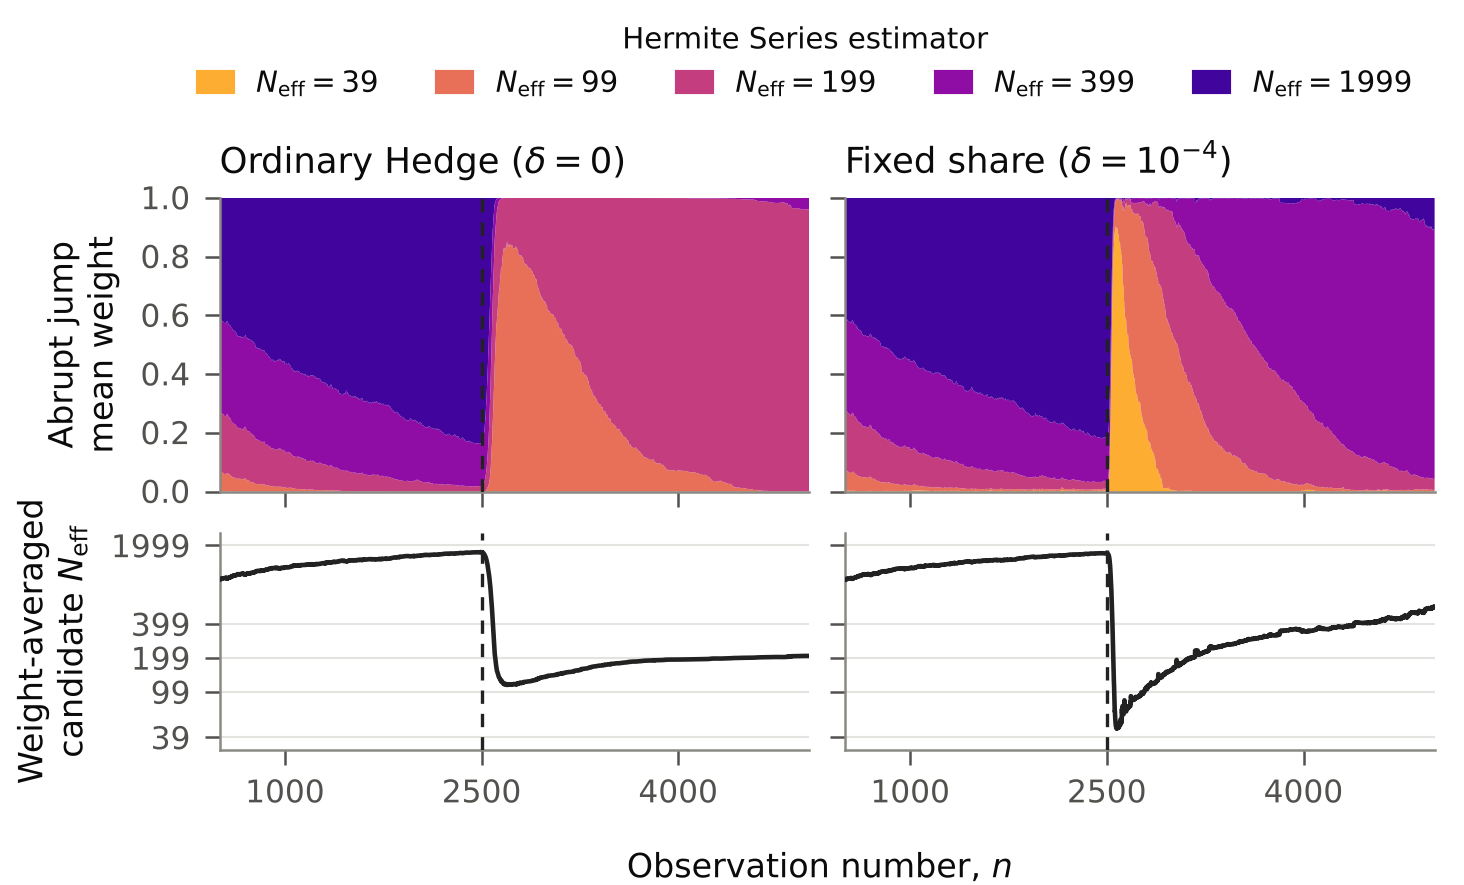 Hermite Series estimator
N_eff = 39 N_eff = 99 N_eff = 199 N_eff = 399 N_eff = 1999
Ordinary Hedge (δ = 0) Fixed share (δ = 10⁻⁴)
Abrupt jump
mean weight
1.0
0.8
0.6
0.4
0.2
0.0
Weight-averaged
candidate N_eff
1999
399
199
99
39
1000 2500 4000 1000 2500 4000
Observation number, n